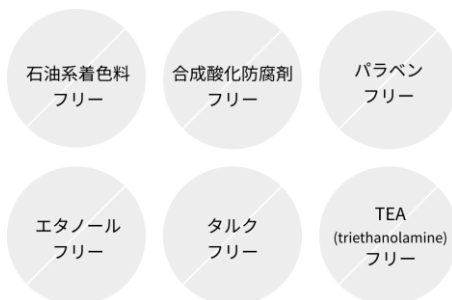 石油系着色料
フリー
合成酸化防腐剤
フリー
パラベン
フリー
エタノール
フリー
タルク
フリー
TEA
(triethanolamine)
フリー